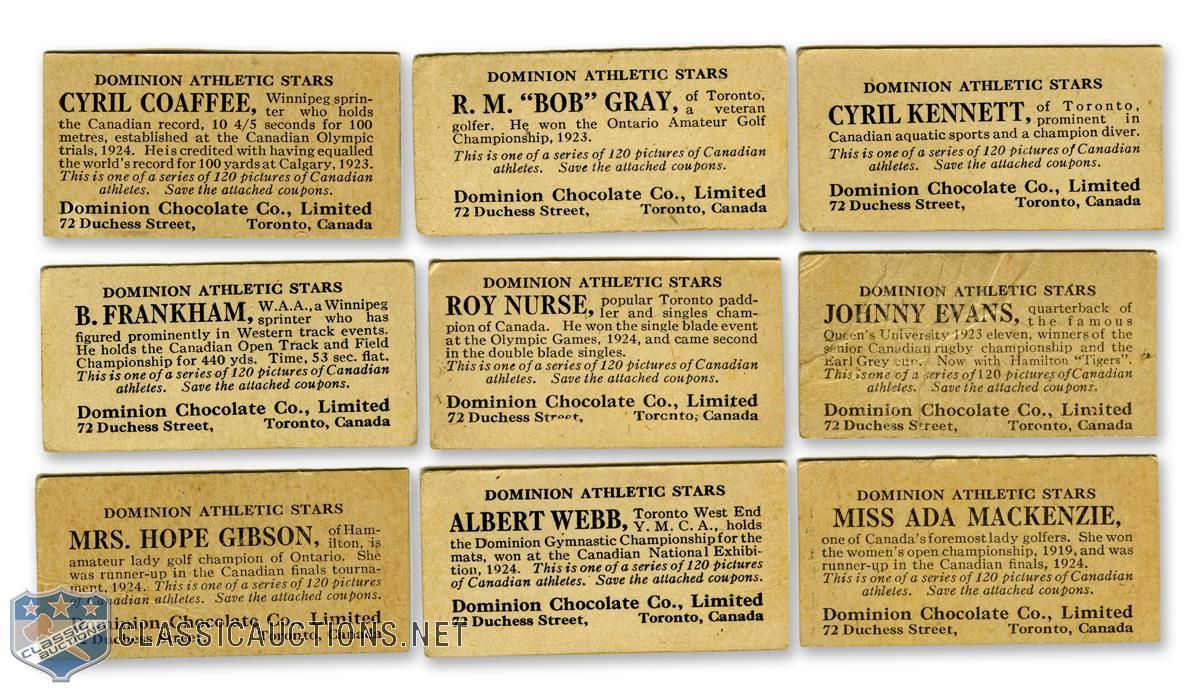 DOMINION ATHLETIC STARS
CYRIL COAFFEE, Winnipeg sprin-
ter who holds
the Canadian record, 10 4/5 seconds for 100
metres, established at the Canadian Olympic
trials, 1924. He is credited with having equalled
the world's record for 100 yards at Calgary, 1923.
This is one of a series of 120 pictures of Canadian
athletes. Save the attached coupons.
Dominion Chocolate Co., Limited
72 Duchess Street, Toronto, Canada
DOMINION ATHLETIC STARS
R. M. "BOB" GRAY, of Toronto,
a veteran
golfer. He won the Ontario Amateur Golf
Championship, 1923.
This is one of a series of 120 pictures of Canadian
athletes. Save the attached coupons.
Dominion Chocolate Co., Limited
72 Duchess Street, Toronto, Canada
DOMINION ATHLETIC STARS
CYRIL KENNETT, of Toronto,
prominent in
Canadian aquatic sports and a champion diver.
This is one of a series of 120 pictures of Canadian
athletes. Save the attached coupons.
Dominion Chocolate Co., Limited
72 Duchess Street, Toronto, Canada
DOMINION ATHLETIC STARS
B. FRANKHAM, W.A.A., a Winnipeg
sprinter who has
figured prominently in Western track events.
He holds the Canadian Open Track and Field
Championship for 440 yds. Time, 53 sec. flat.
This is one of a series of 120 pictures of Canadian
athletes. Save the attached coupons.
Dominion Chocolate Co., Limited
72 Duchess Street, Toronto, Canada
DOMINION ATHLETIC STARS
ROY NURSE, popular Toronto padd-
ler and singles cham-
pion of Canada. He won the single blade event
at the Olympic Games, 1924, and came second
in the double blade singles.
This is one of a series of 120 pictures of Canadian
athletes. Save the attached coupons.
Dominion Chocolate Co., Limited
72 Duchess Street, Toronto, Canada
DOMINION ATHLETIC STARS
JOHNNY EVANS, quarterback of
the famous
Queen's University 1923 eleven, winners of the
senior Canadian rugby championship and the
Earl Grey cup. Now with Hamilton "Tigers".
This is one of a series of 120 pictures of Canadian
athletes. Save the attached coupons.
Dominion Chocolate Co., Limited
72 Duchess Street, Toronto, Canada
DOMINION ATHLETIC STARS
MRS. HOPE GIBSON, of Ham-
ilton, is
amateur lady golf champion of Ontario. She
was runner-up in the Canadian finals tourna-
ment, 1924. This is one of a series of 120 pictures
of Canadian athletes. Save the attached coupons.
Dominion Chocolate Co., Limited
Duchess Street, Toronto, Canada
DOMINION ATHLETIC STARS
ALBERT WEBB, Toronto West End
Y. M. C. A., holds
the Dominion Gymnastic Championship for the
mats, won at the Canadian National Exhibi-
tion, 1924. This is one of a series of 120 pictures
of Canadian athletes. Save the attached coupons.
Dominion Chocolate Co., Limited
72 Duchess Street, Toronto, Canada
DOMINION ATHLETIC STARS
MISS ADA MACKENZIE,
one of Canada's foremost lady golfers. She won
the women's open championship, 1919, and was
runner-up in the Canadian finals, 1924.
This is one of a series of 120 pictures of Canadian
athletes. Save the attached coupons.
Dominion Chocolate Co., Limited
72 Duchess Street, Toronto, Canada
CLASSIC
AUCTIONS
CLASSICAUCTIONS.NET